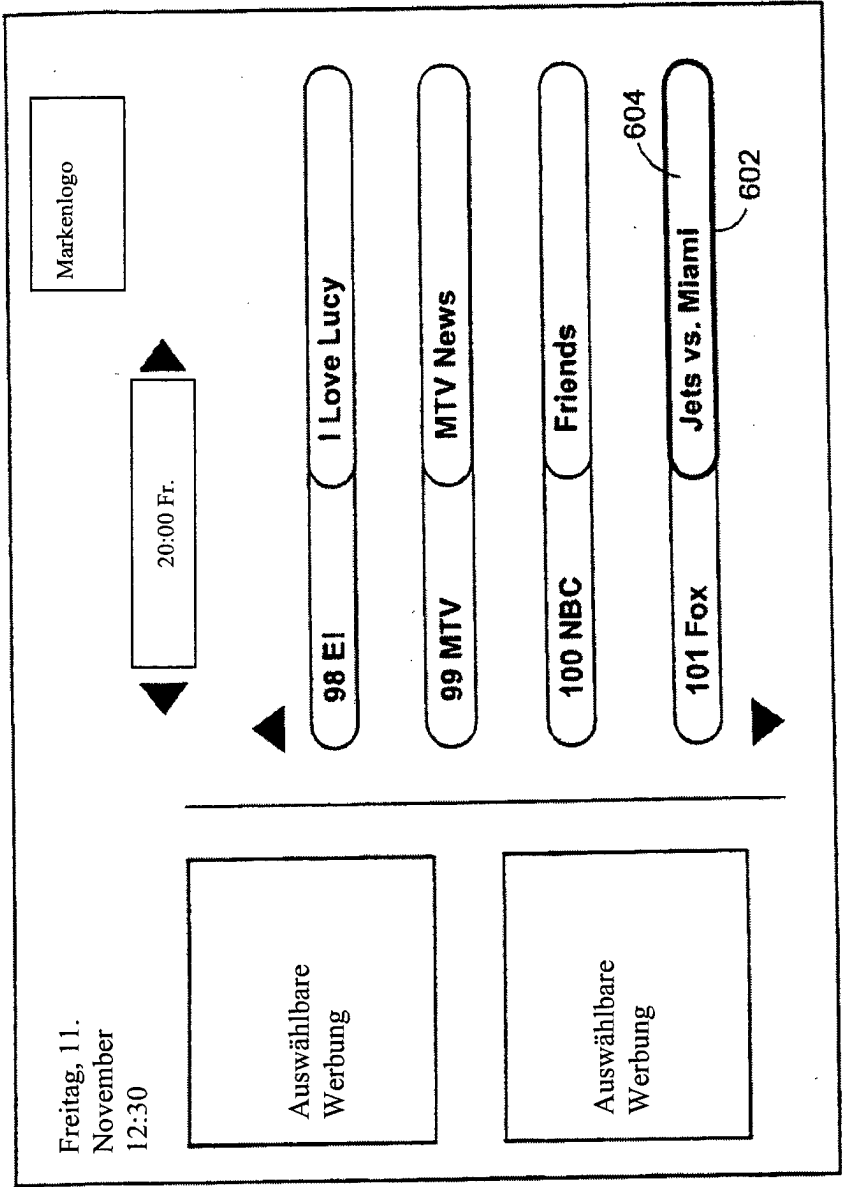 Freitag, 11.
November
12:30
Markenlogo
20:00 Fr.
Auswählbare
Werbung
Auswählbare
Werbung
98 EI
I Love Lucy
99 MTV
MTV News
100 NBC
Friends
101 Fox
Jets vs. Miami
604
602